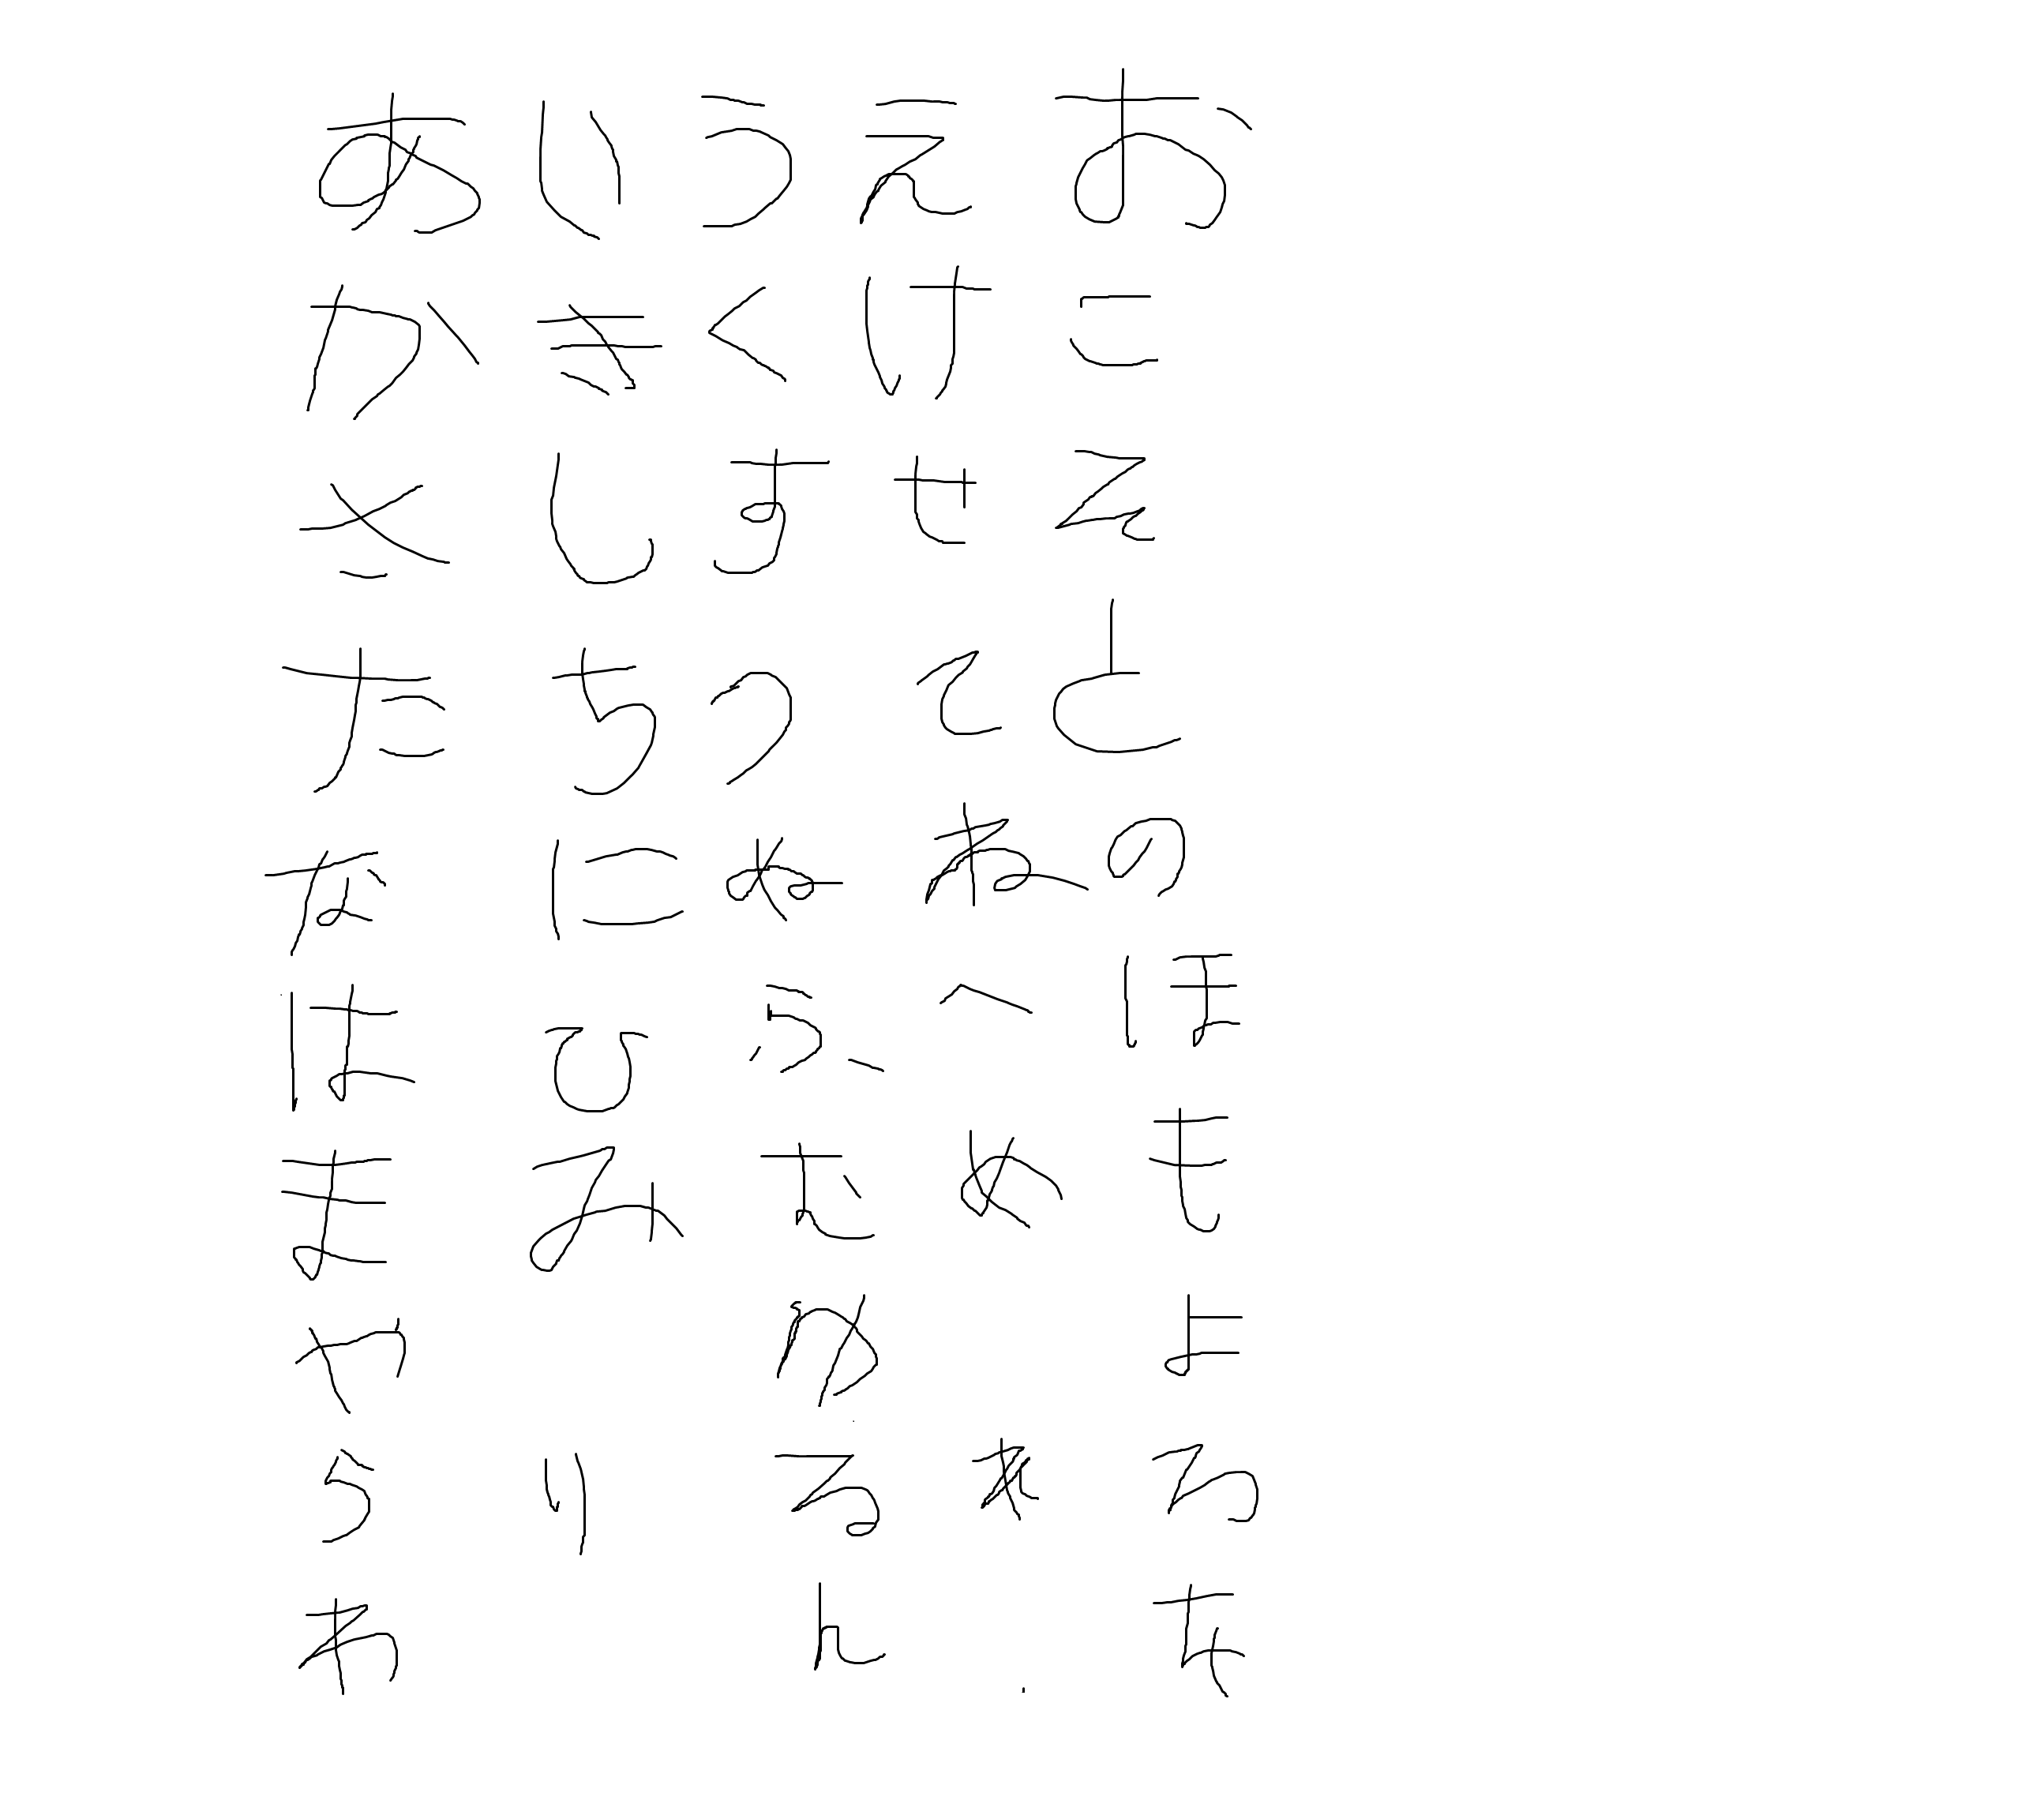 あいうえお
かきくけこ
さしすせそ
たちつてと
なにぬねの
はひふへほ
まみむめも
やゆよ
らりるれろ
わんを